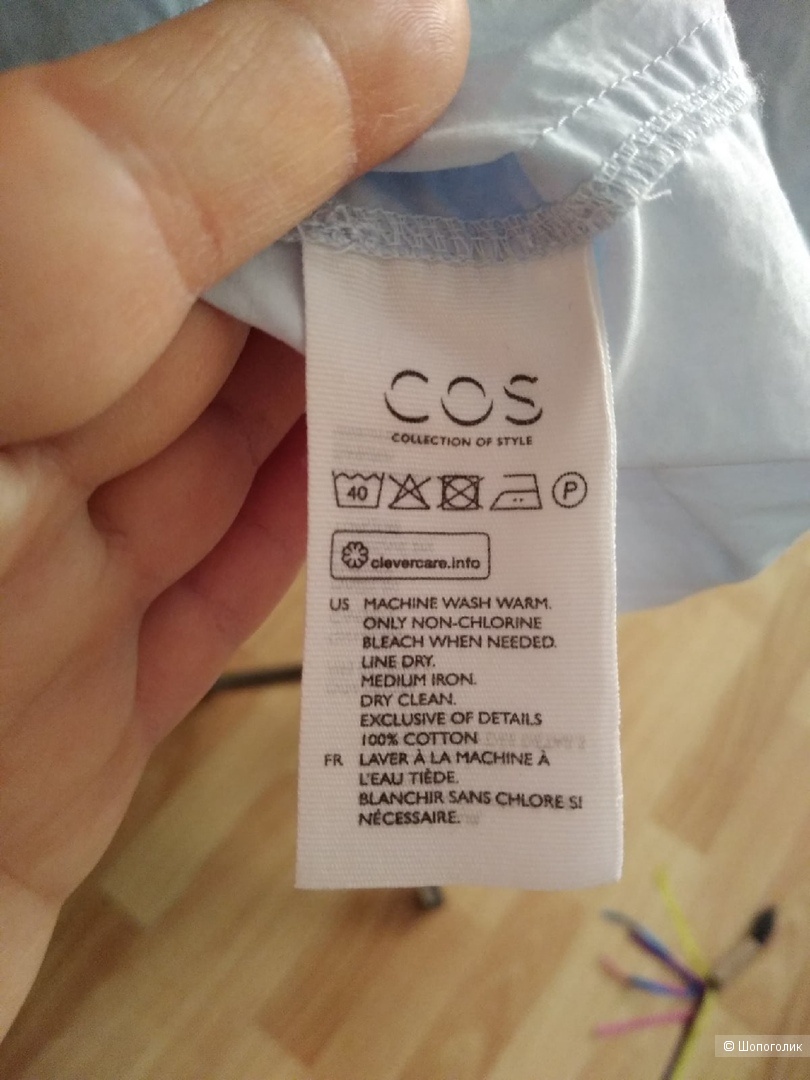 COS
COLLECTION OF STYLE
40 P
clevercare.info
US MACHINE WASH WARM.
ONLY NON-CHLORINE
BLEACH WHEN NEEDED.
LINE DRY.
MEDIUM IRON.
DRY CLEAN.
EXCLUSIVE OF DETAILS
100% COTTON
FR LAVER À LA MACHINE À
L'EAU TIÈDE.
BLANCHIR SANS CHLORE SI
NÉCESSAIRE.
© Шопоголик